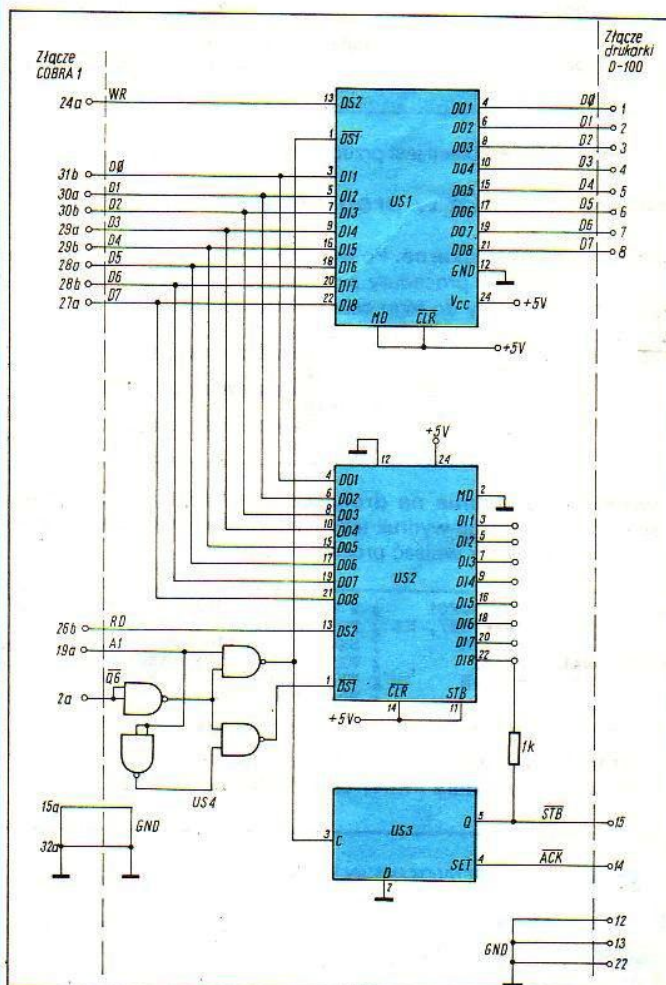 Złącze
COBRA 1
Złącze
drukarki
D-100
24a WR 13 DS2 DO1 4 DØ 1
1 DS1 DO2 6 D1 2
31b DØ 3 DI1 DO3 8 D2 3
30a D1 5 DI2 DO4 10 D3 4
30b D2 7 DI3 DO5 15 D4 5
29a D3 9 DI4 US1 DO6 17 D5 6
29b D4 16 DI5 DO7 19 D6 7
28a D5 18 DI6 DO8 21 D7 8
28b D6 20 DI7 GND 12
27a D7 22 DI8 VCC 24 +5V
MD CLR
+5V
+5V
12 24
4 DO1 MD 2
6 DO2 DI1 3
8 DO3 DI2 5
10 DO4 DI3 7
15 DO5 DI4 9
17 DO6 US2 DI5 16
19 DO7 DI6 18
21 DO8 DI7 20
26b RD 13 DS2 DI8 22
19a A1
2a Q6 1 DS1 CLR STB
+5V 14 11
1k
US4
15a GND
32a
3 C US3 Q 5 STB 15
SET 4 ACK 14
D
2
12
GND 13
22